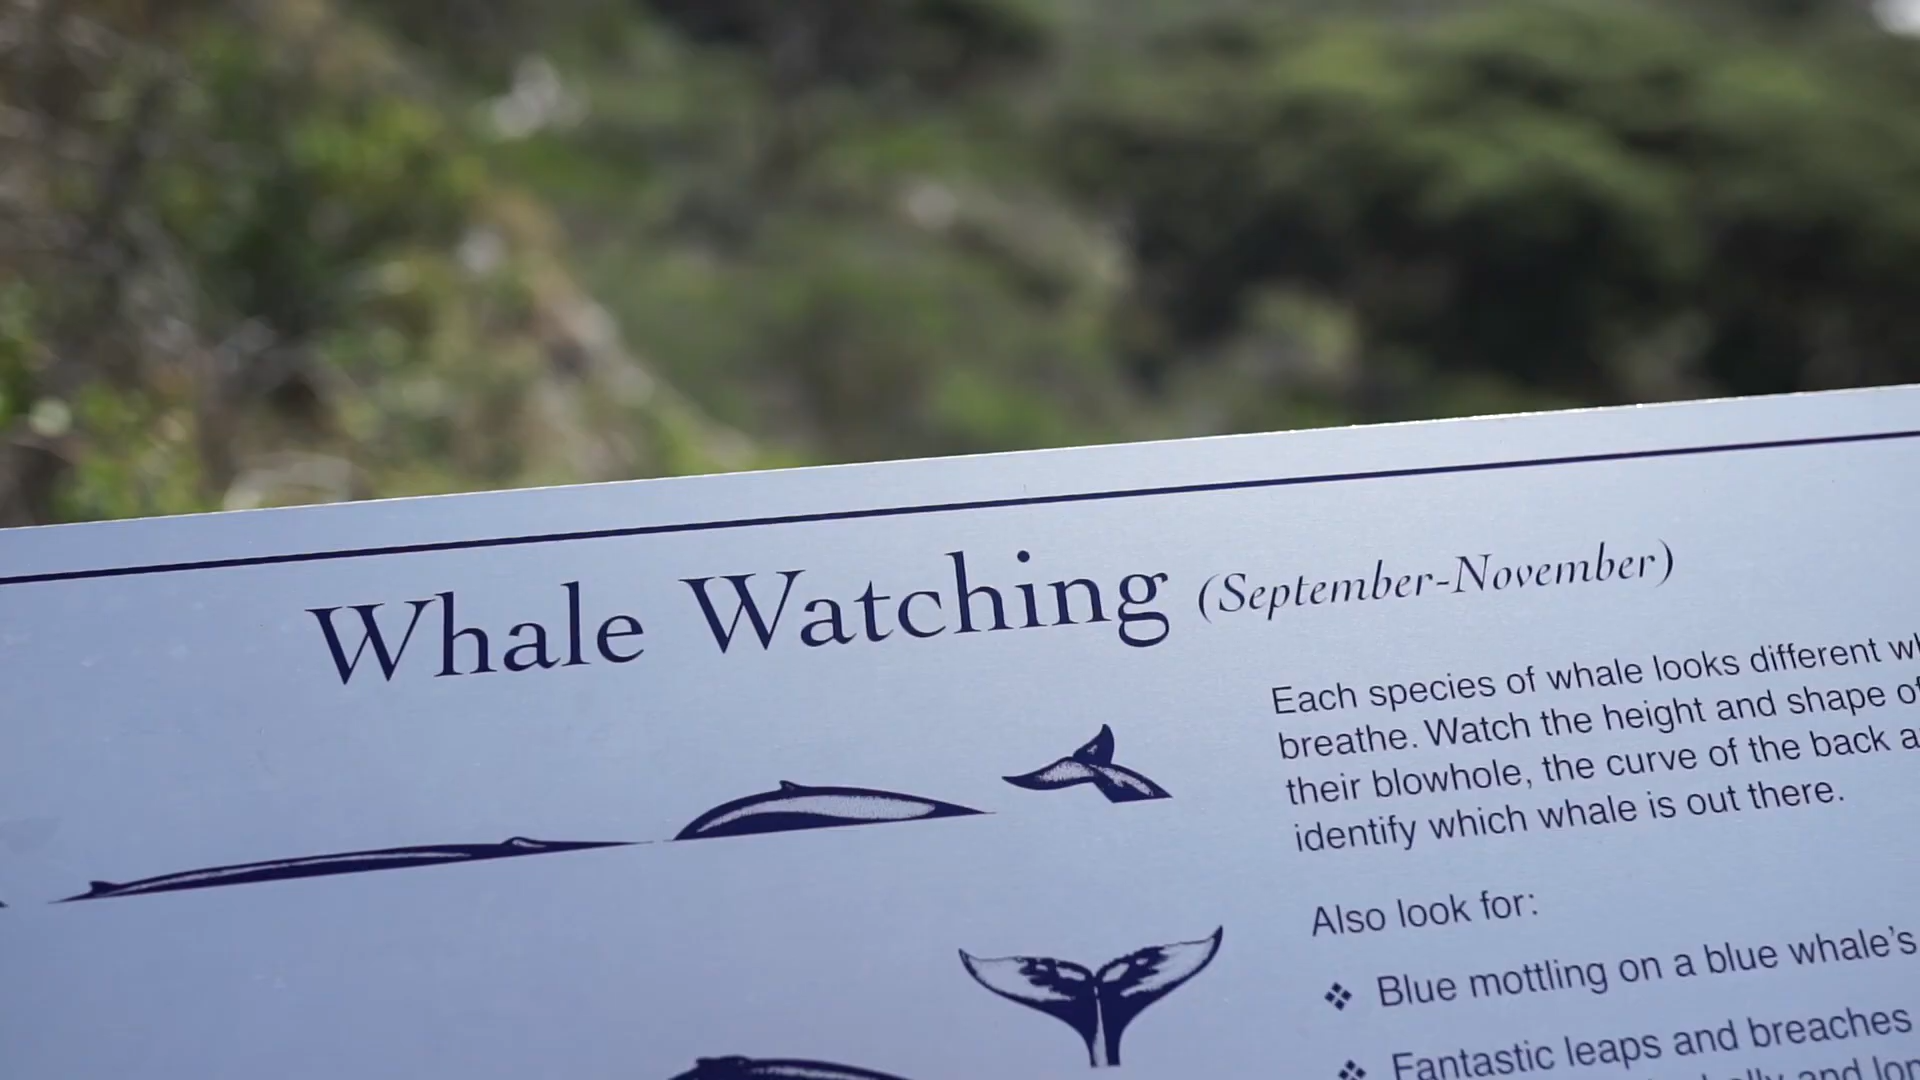 Whale Watching (September-November)
Each species of whale looks different
breathe. Watch the height and shape of
their blowhole, the curve of the back
identify which whale is out there.
Also look for:
❖ Blue mottling on a blue whale's
❖ Fantastic leaps and breaches
and